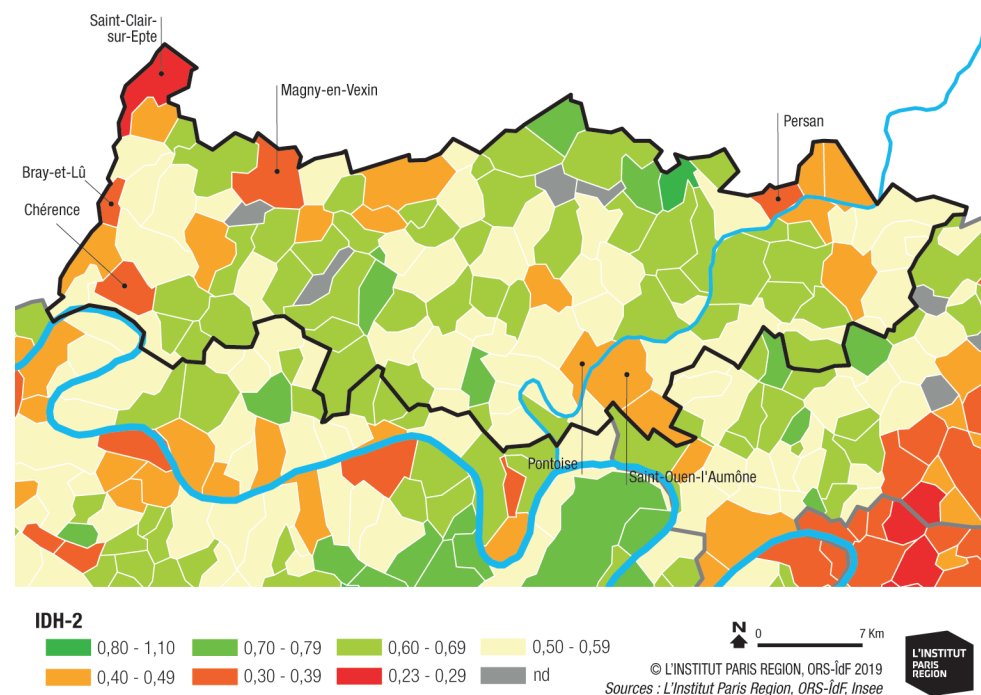 Saint-Clair-
sur-Epte
Magny-en-Vexin
Persan
Bray-et-Lû
Chérence
Pontoise
Saint-Ouen-l'Aumône
IDH-2
0,80 - 1,10
0,70 - 0,79
0,60 - 0,69
0,50 - 0,59
0,40 - 0,49
0,30 - 0,39
0,23 - 0,29
nd
N
0
7 Km
© L'INSTITUT PARIS REGION, ORS-ÎdF 2019
Sources : L'Institut Paris Region, ORS-ÎdF, Insee
L'INSTITUT
PARIS
REGION